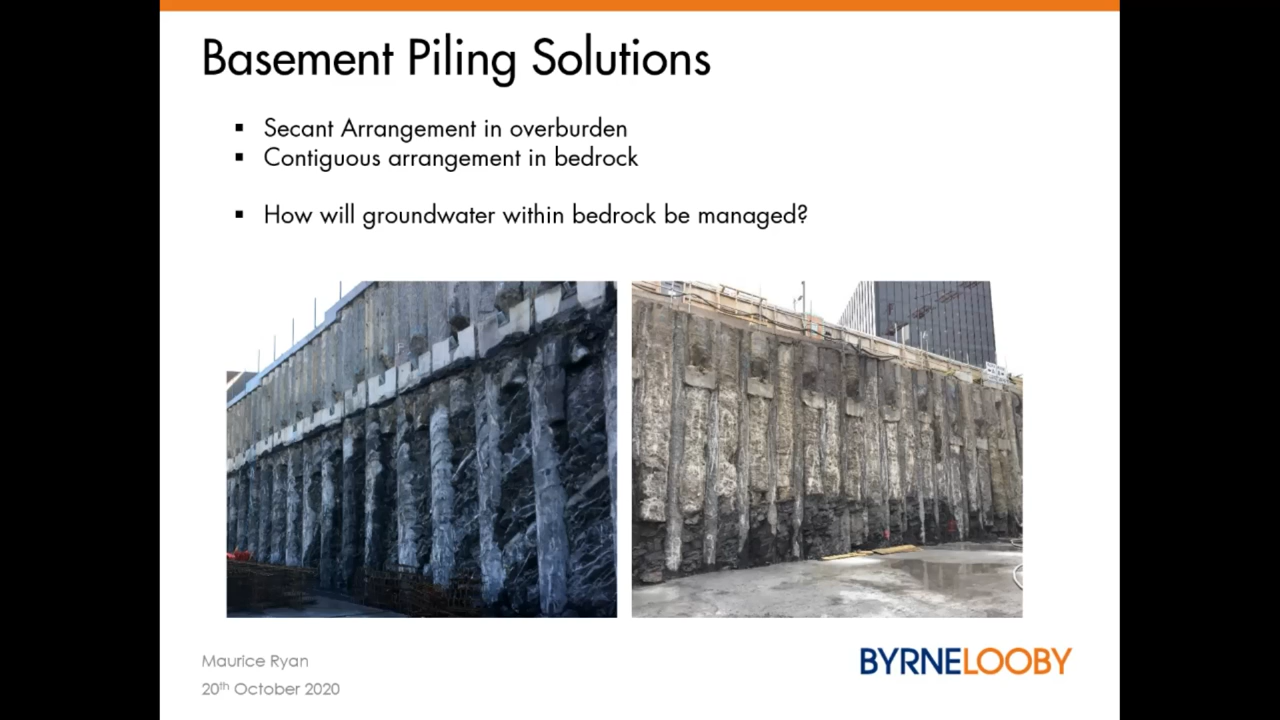 Basement Piling Solutions
▪ Secant Arrangement in overburden
▪ Contiguous arrangement in bedrock
▪ How will groundwater within bedrock be managed?
Maurice Ryan
20th October 2020
BYRNELOOBY